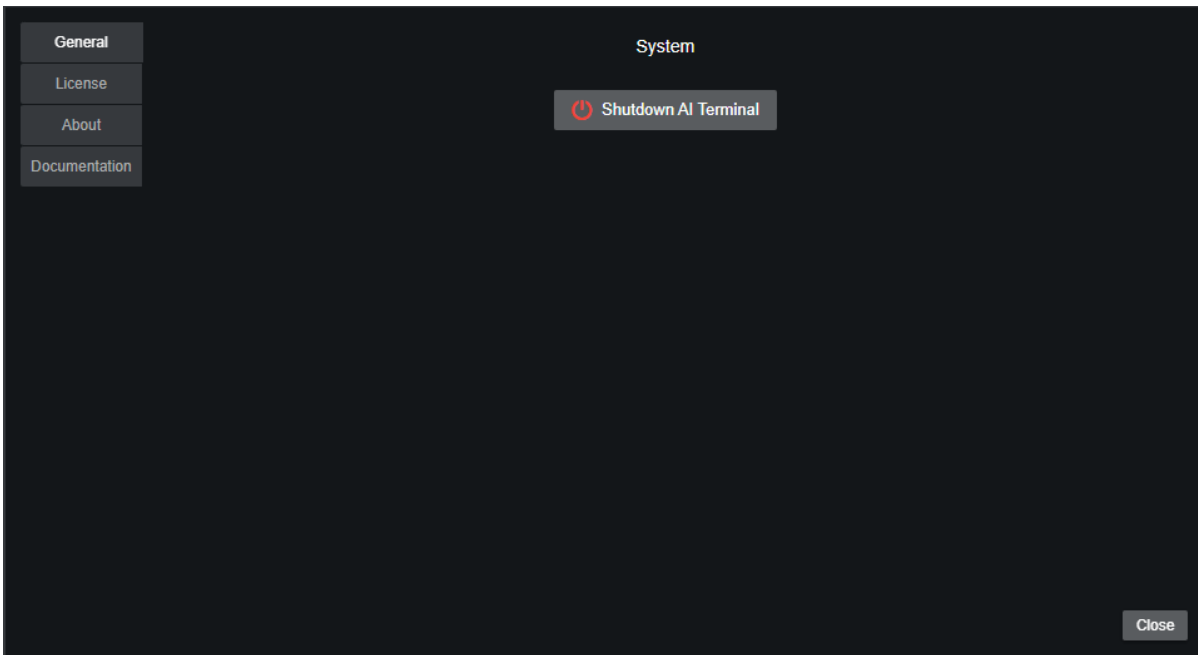 General
License
About
Documentation
System
Shutdown AI Terminal
Close